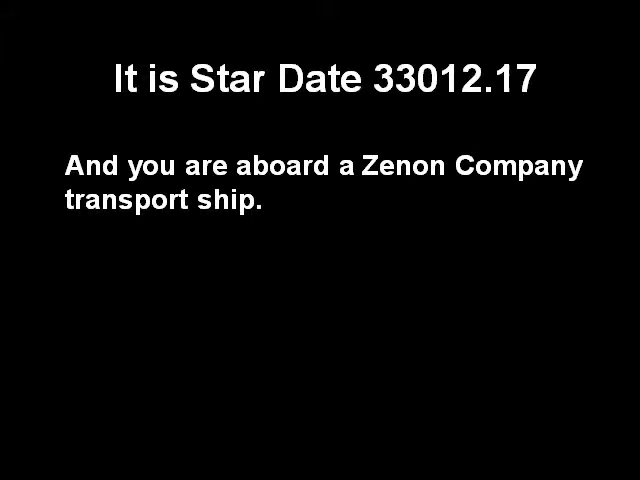 It is Star Date 33012.17
And you are aboard a Zenon Company
transport ship.